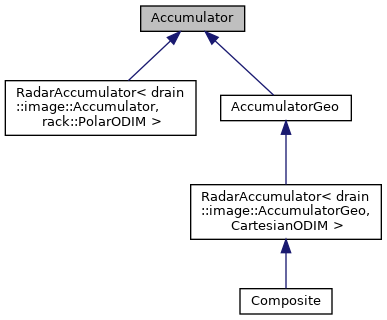 Accumulator
RadarAccumulator< drain
::image::Accumulator,
rack::PolarODIM >
AccumulatorGeo
RadarAccumulator< drain
::image::AccumulatorGeo,
CartesianODIM >
Composite